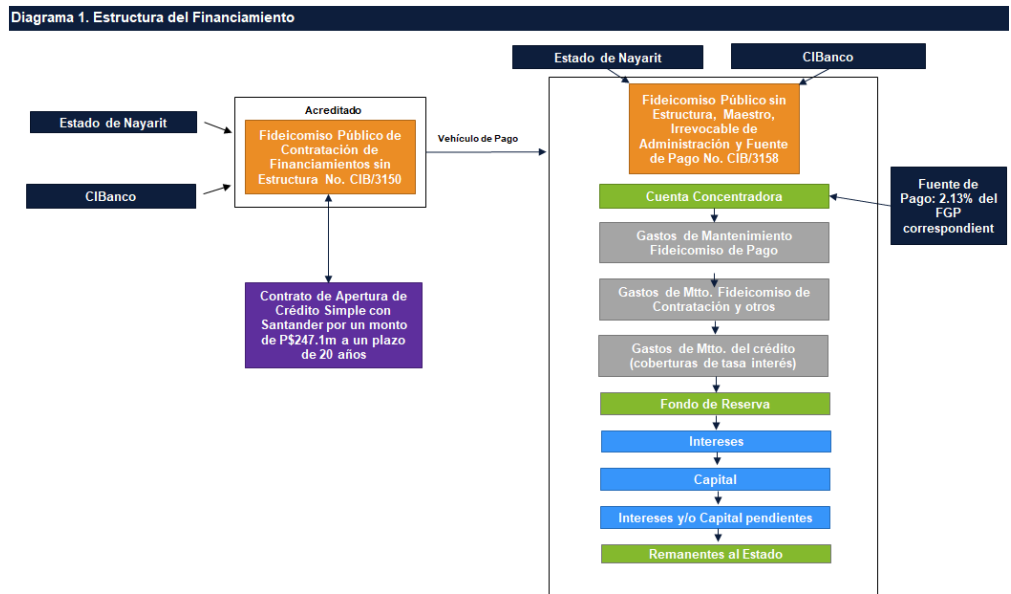 Diagrama 1. Estructura del Financiamiento
Estado de Nayarit
CIBanco
Acreditado
Fideicomiso Público de
Contratación de
Financiamientos sin
Estructura No. CIB/3150
Estado de Nayarit
CIBanco
Vehículo de Pago
Contrato de Apertura de
Crédito Simple con
Santander por un monto
de P$247.1m a un plazo
de 20 años
Fideicomiso Público sin
Estructura, Maestro,
Irrevocable de
Administración y Fuente
de Pago No. CIB/3158
Fuente de
Pago: 2.13% del
FGP
correspondient
Cuenta Concentradora
Gastos de Mantenimiento
Fideicomiso de Pago
Gastos de Mtto. Fideicomiso de
Contratación y otros
Gastos de Mtto. del crédito
(coberturas de tasa interés)
Fondo de Reserva
Intereses
Capital
Intereses y/o Capital pendientes
Remanentes al Estado